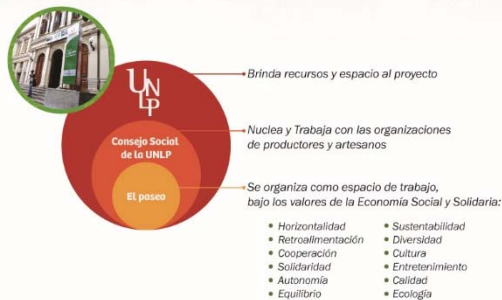 UNLP
Brinda recursos y espacio al proyecto
Consejo Social
de la UNLP
Nuclea y Trabaja con las organizaciones
de productores y artesanos
El paseo
Se organiza como espacio de trabajo,
bajo los valores de la Economía Social y Solidaria:
• Horizontalidad
• Retroalimentación
• Cooperación
• Solidaridad
• Autonomía
• Equilibrio
• Sustentabilidad
• Diversidad
• Cultura
• Entretenimiento
• Calidad
• Ecología